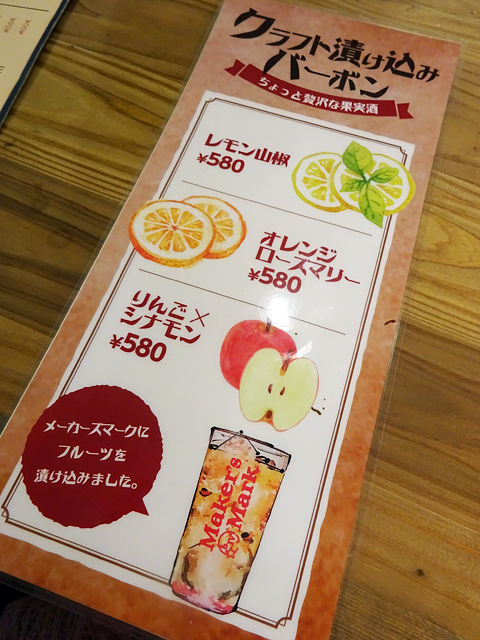 クラフト漬け込み
バーボン
ちょっと贅沢な果実酒
レモン山椒
¥580
オレンジ
ローズマリー
¥580
りんご×
シナモン
¥580
メーカーズマークに
フルーツを
漬け込みました。
Maker's
Mark